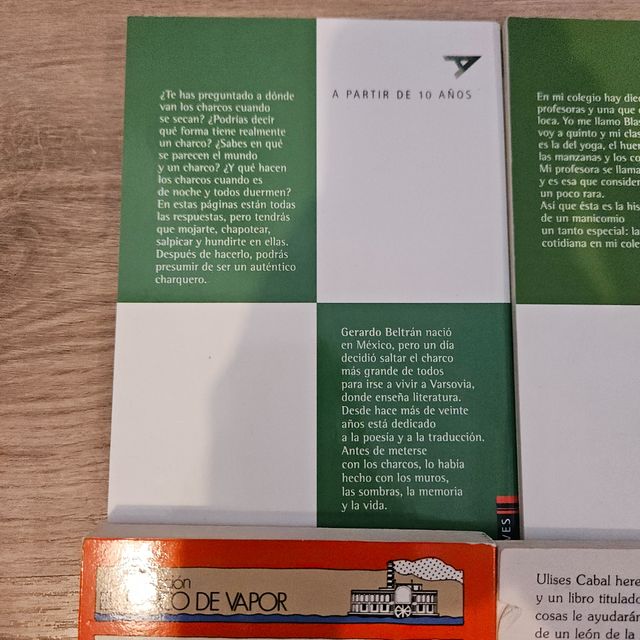 ¿Te has preguntado a dónde
van los charcos cuando
se secan? ¿Podrías decir
qué forma tiene realmente
un charco? ¿Sabes en qué
se parecen el mundo
y un charco? ¿Y qué hacen
los charcos cuando es
de noche y todos duermen?
En estas páginas están todas
las respuestas, pero tendrás
que mojarte, chapotear,
salpicar y hundirte en ellas.
Después de hacerlo, podrás
presumir de ser un auténtico
charquero.
A PARTIR DE 10 AÑOS
Gerardo Beltrán nació
en México, pero un día
decidió saltar el charco
más grande de todos
para irse a vivir a Varsovia,
donde enseña literatura.
Desde hace más de veinte
años está dedicado
a la poesía y a la traducción.
Antes de meterse
con los charcos, lo había
hecho con los muros,
las sombras, la memoria
y la vida.
VES
En mi colegio hay die
profesoras y una que
loca. Yo me llamo Blas
voy a quinto y mi clas
es la del yoga, el huer
las manzanas y los co
Mi profesora se llama
y es esa que consider
un poco rara.
Así que ésta es la his
de un manicomio
un tanto especial: la
cotidiana en mi cole
DE VAPOR
Ulises Cabal here
y un libro titulado
cosas le ayudarán
de un león de la